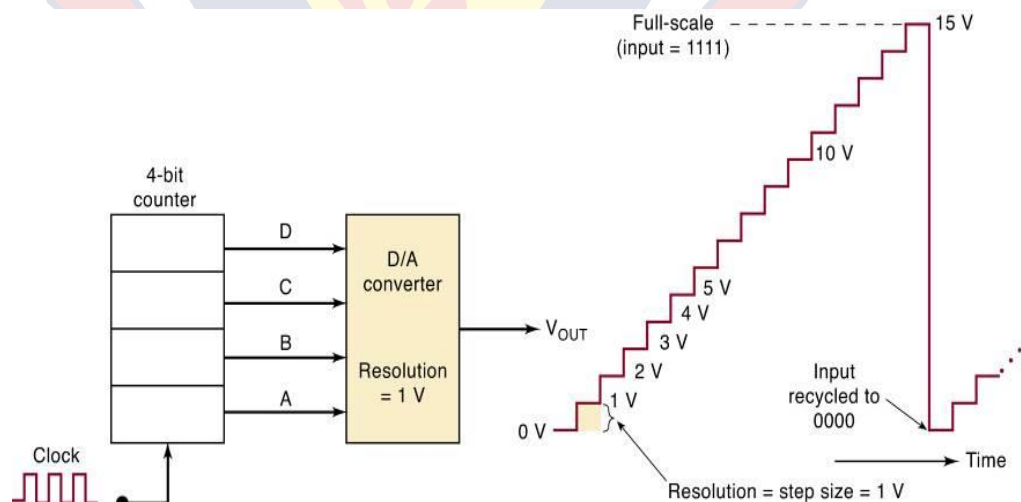 Full-scale
(input = 1111)
15 V
10 V
5 V
4 V
3 V
2 V
1 V
0 V
4-bit
counter
D
C
B
A
D/A
converter
Resolution
= 1 V
V_OUT
Clock
Input
recycled to
0000
Time
Resolution = step size = 1 V